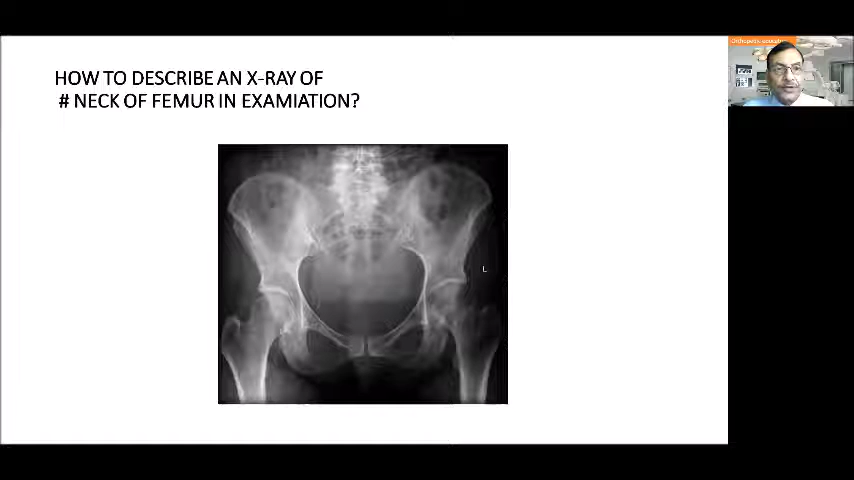 HOW TO DESCRIBE AN X-RAY OF
# NECK OF FEMUR IN EXAMIATION?
L